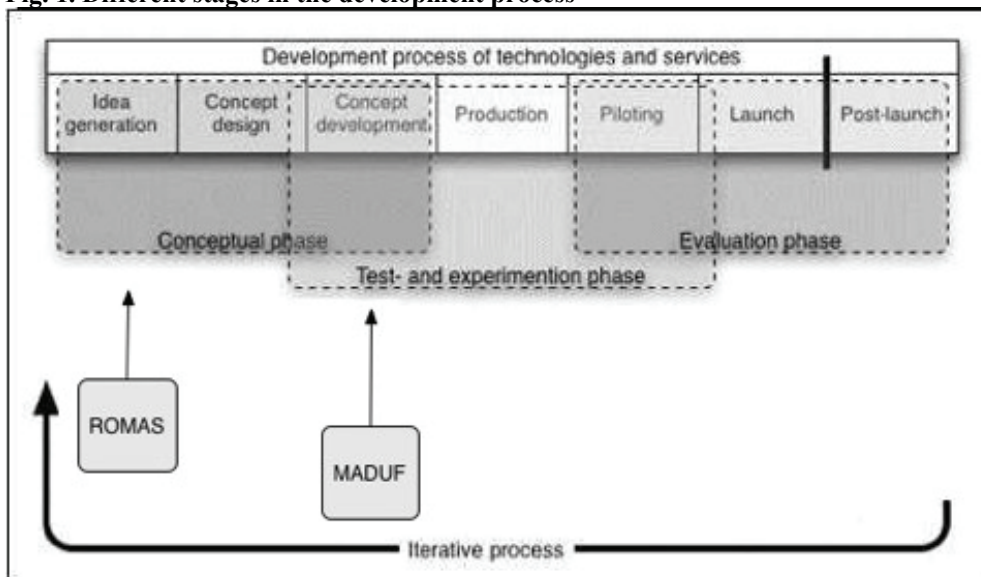 Fig. 1. Different stages in the development process
Development process of technologies and services
Idea
generation
Concept
design
Concept
development
Production
Piloting
Launch
Post-launch
Conceptual phase
Evaluation phase
Test- and experimention phase
ROMAS
MADUF
Iterative process